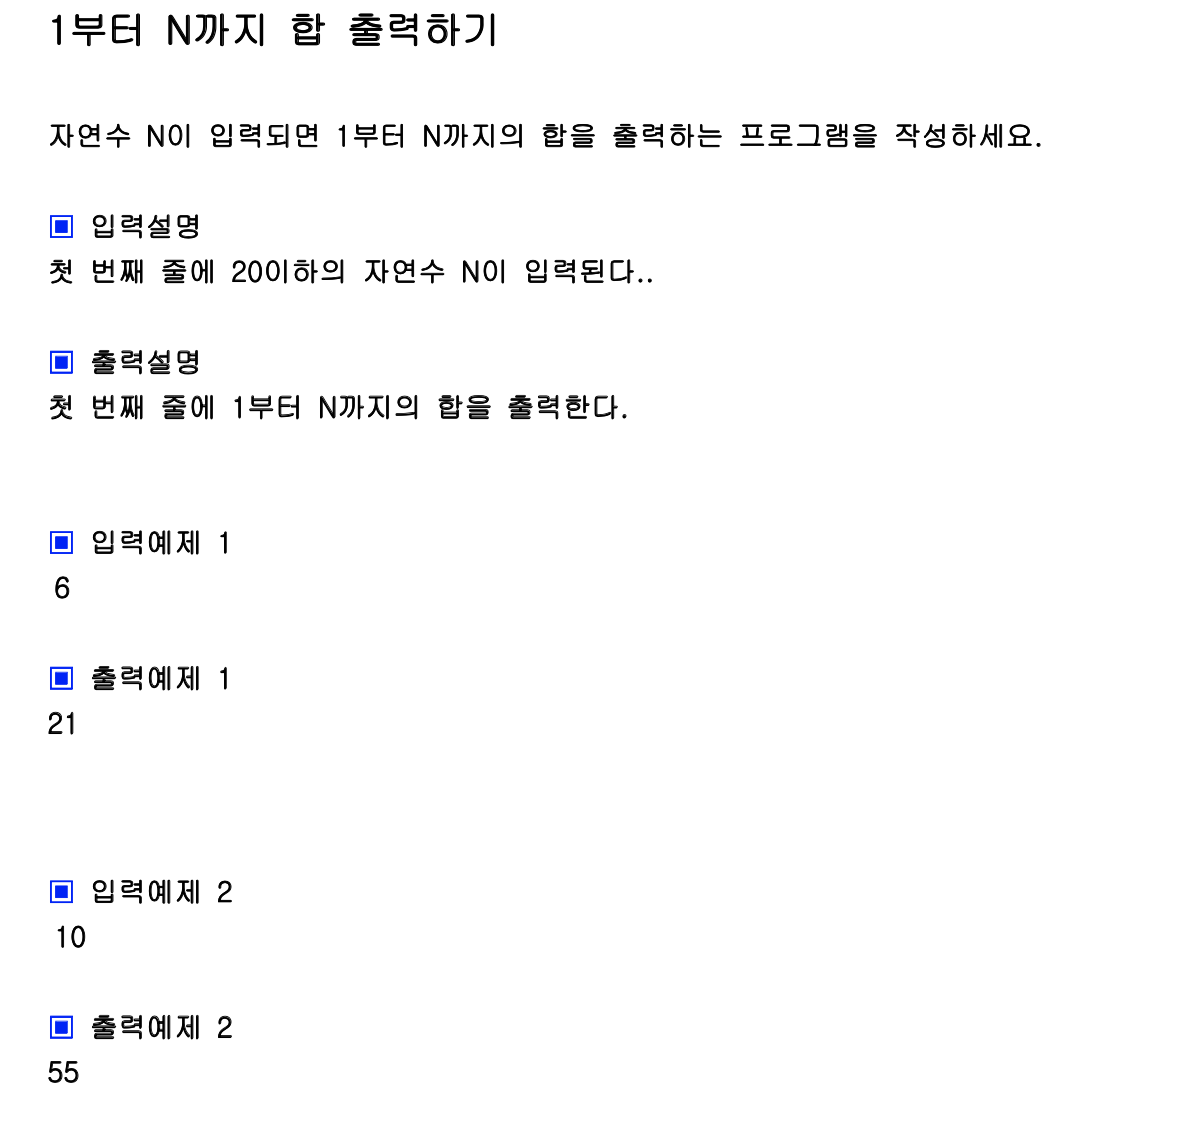 1부터 N까지 합 출력하기
자연수 N이 입력되면 1부터 N까지의 합을 출력하는 프로그램을 작성하세요.
▣ 입력설명
첫 번째 줄에 20이하의 자연수 N이 입력된다..
▣ 출력설명
첫 번째 줄에 1부터 N까지의 합을 출력한다.
▣ 입력예제 1
6
▣ 출력예제 1
21
▣ 입력예제 2
10
▣ 출력예제 2
55